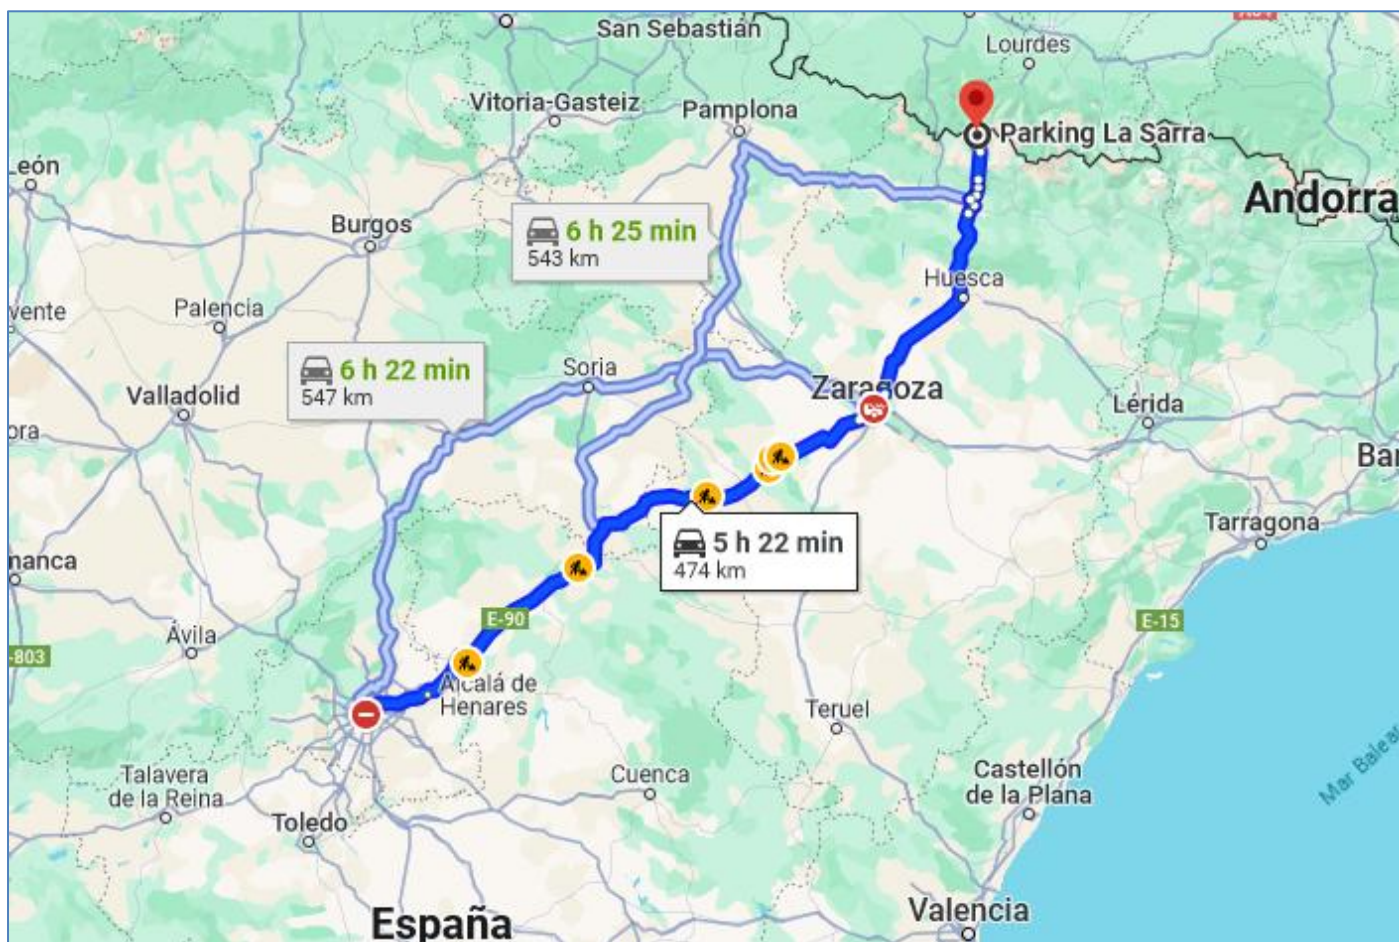 San Sebastián
Lourdes
Vitoria-Gasteiz
Pamplona
Parking La Sarra
León
Andorra
6 h 25 min
543 km
Burgos
Huesca
Palencia
vente
6 h 22 min
547 km
Soria
Zaragoza
Valladolid
Lérida
ora
Bar
5 h 22 min
474 km
Tarragona
manca
E-90
E-15
Ávila
-803
Alcalá de
Henares
Teruel
Talavera
de la Reina
Cuenca
Castellón
de la Plana
Mar Balear
Toledo
España
Valencia